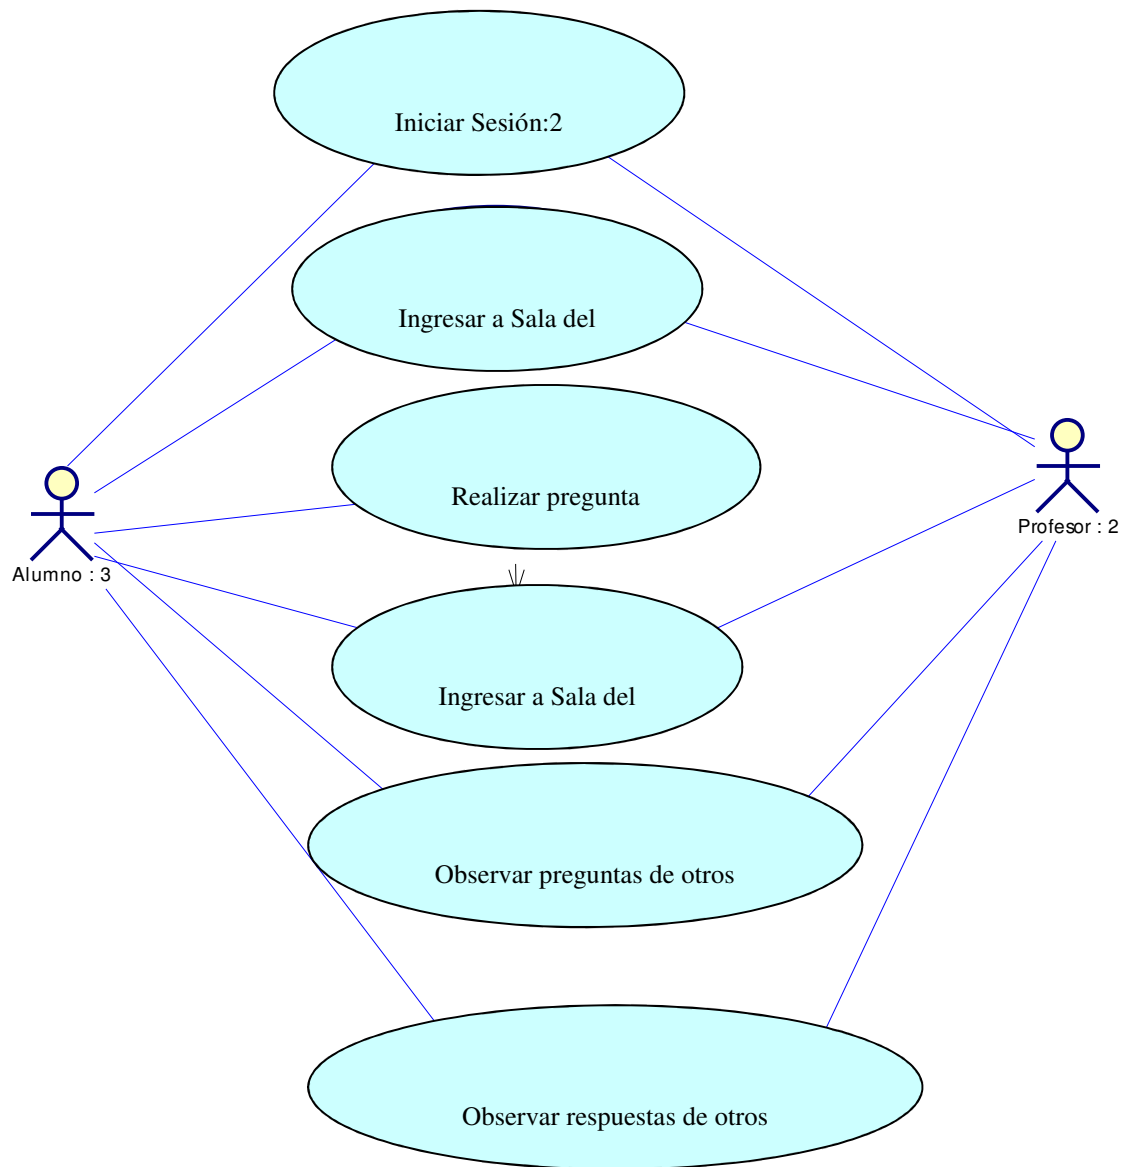 Iniciar Sesión:2
Ingresar a Sala del
Realizar pregunta
Profesor : 2
Alumno : 3
Ingresar a Sala del
Observar preguntas de otros
Observar respuestas de otros